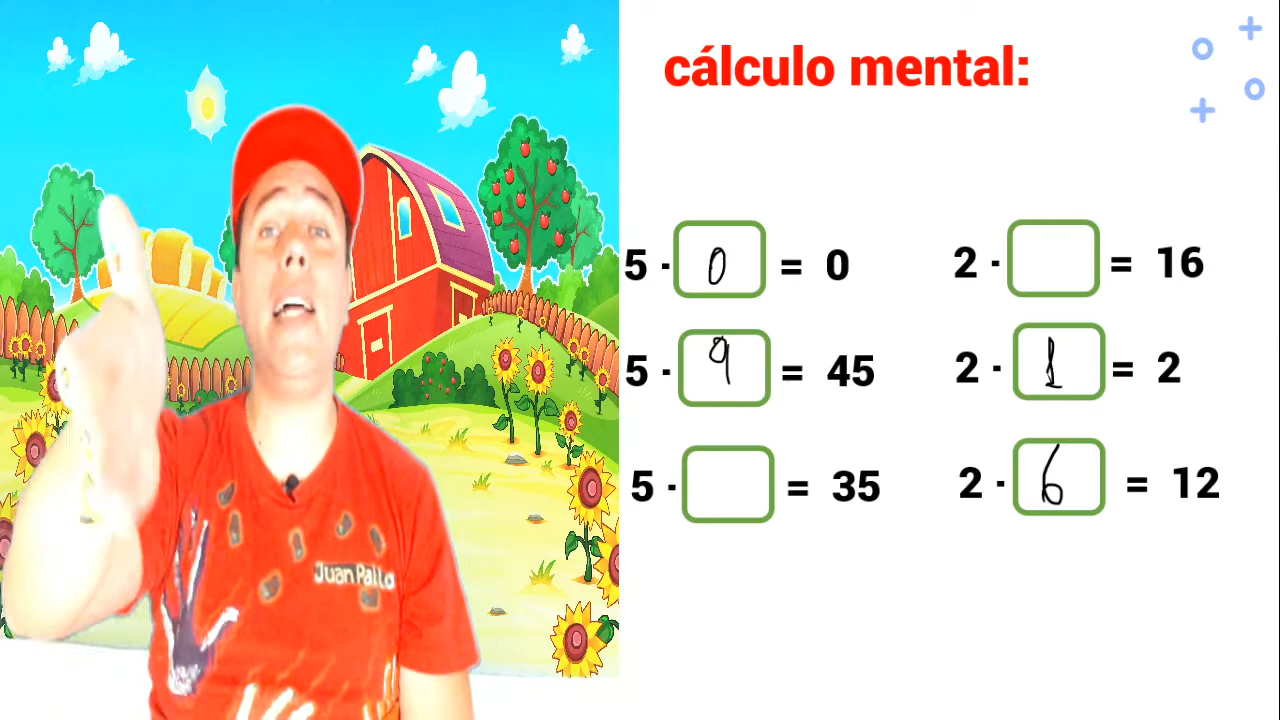 cálculo mental:
5 · 0 = 0
2 · = 16
5 · 9 = 45
2 · 1 = 2
5 · = 35
2 · 6 = 12
Juan Pablo